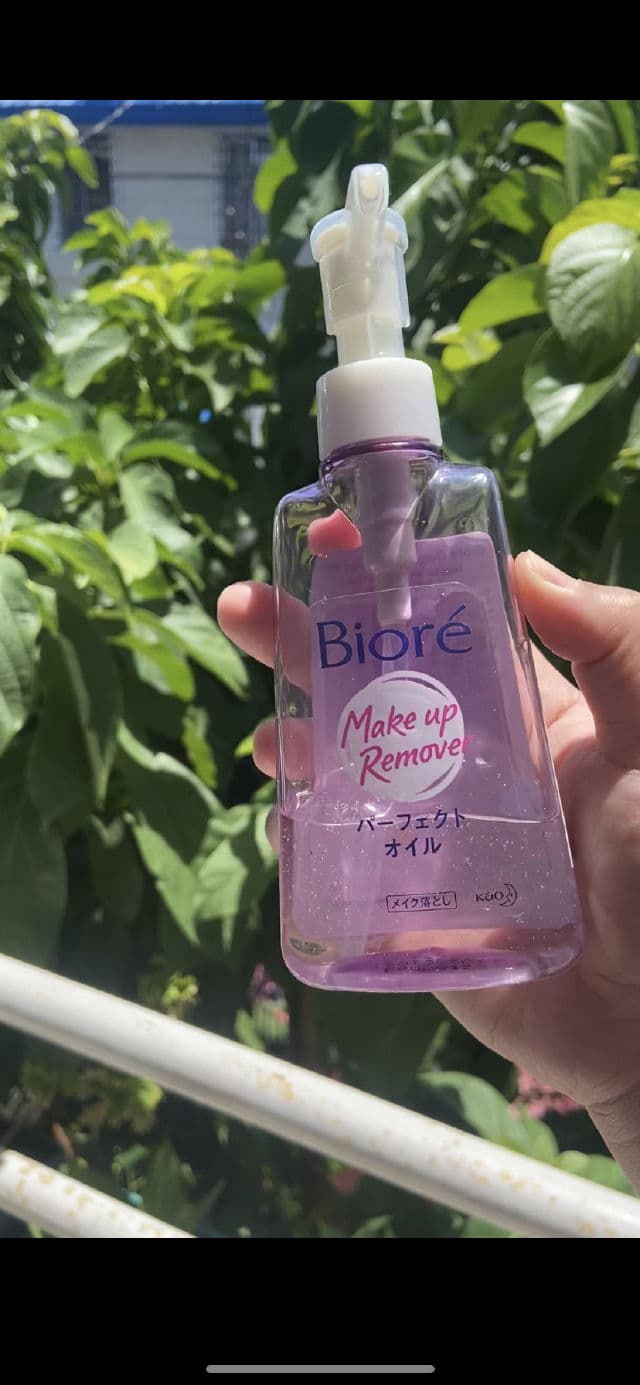 Bioré
Make up
Remover
パーフェクト
オイル
メイク落とし
Kao